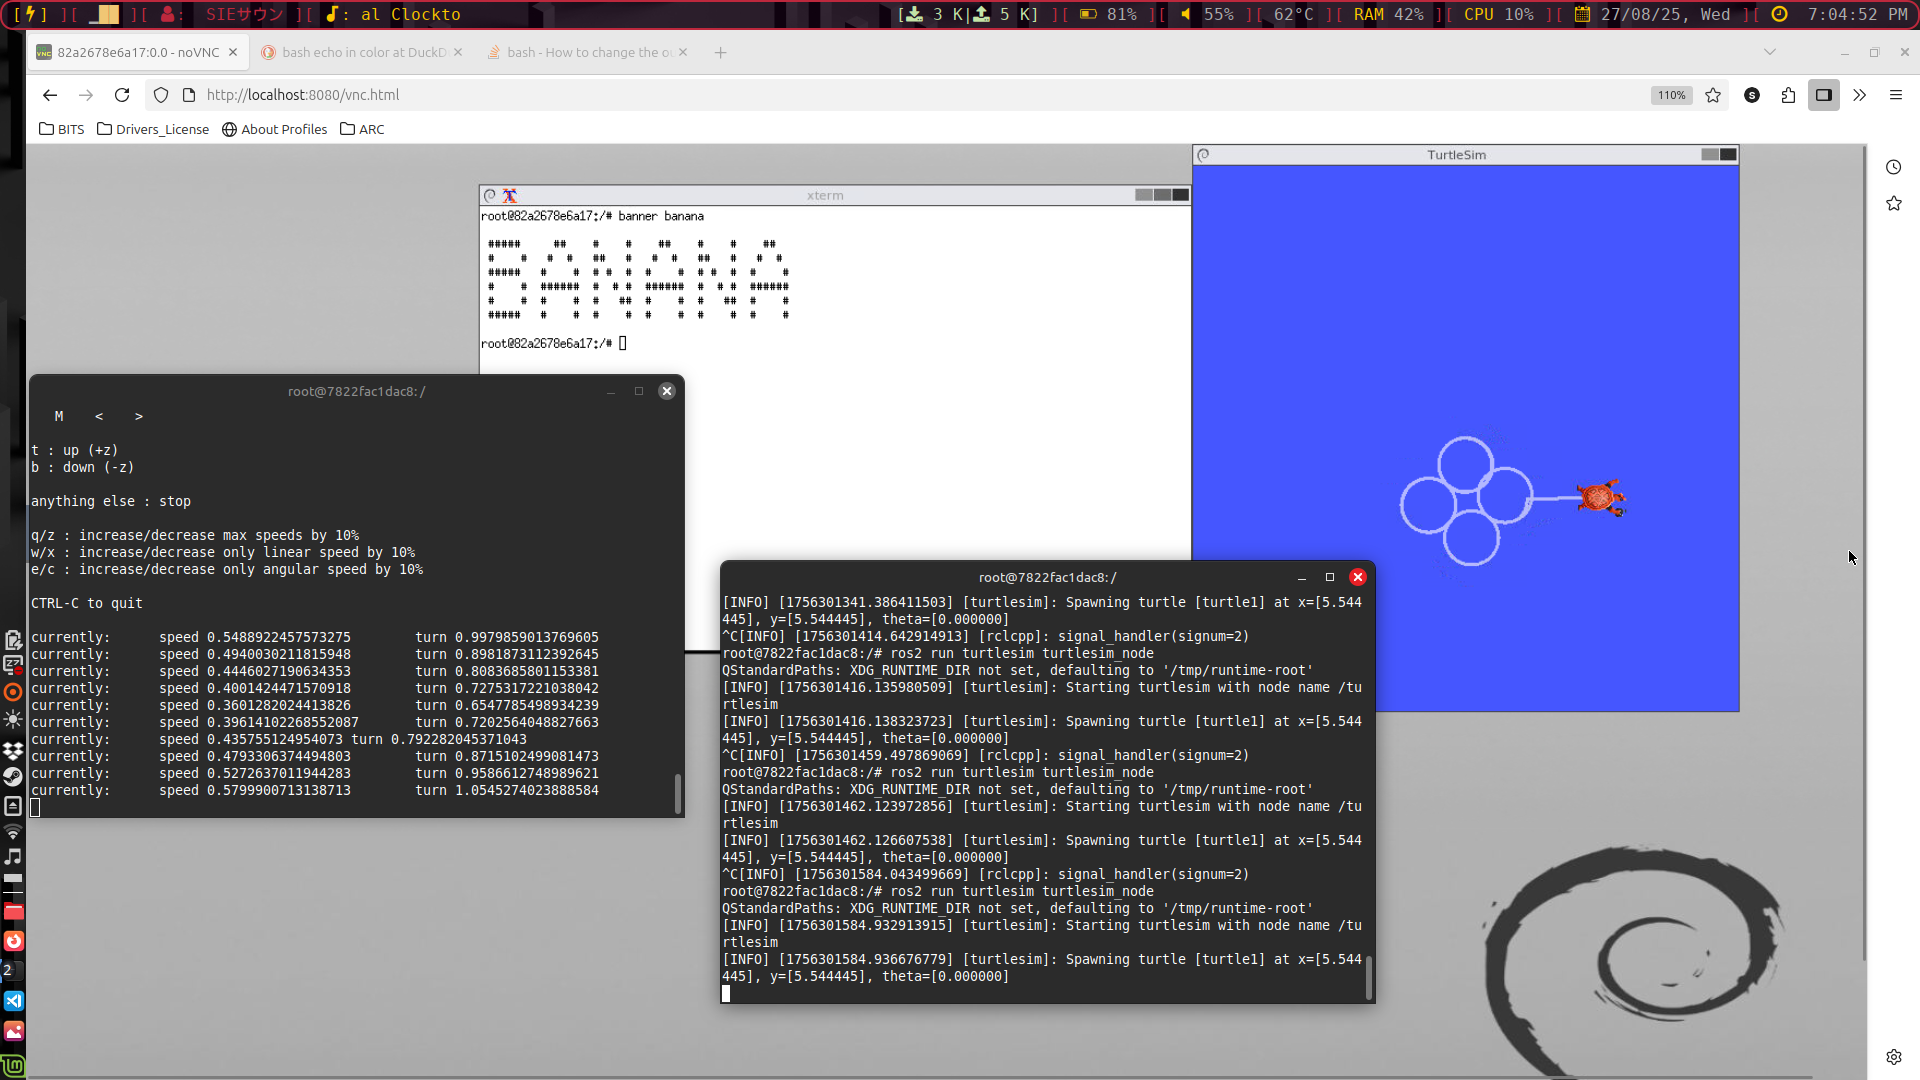 [ ][ ][ : SIEサウン ][ : al Clockto
[ 3 K| 5 K] ][ 81% ][ 55% ][ 62°C ][ RAM 42% ][ CPU 10% ][ 27/08/25, Wed ][ 7:04:52 PM ]
82a2678e6a17:0.0 - noVNC
bash echo in color at DuckD
bash - How to change the o
http://localhost:8080/vnc.html
110%
S
BITS Drivers_License About Profiles ARC
TurtleSim
xterm
root@82a2678e6a17:/# banner banana
BANANA
root@82a2678e6a17:/#
root@7822fac1dac8: /
M < >
t : up (+z)
b : down (-z)
anything else : stop
q/z : increase/decrease max speeds by 10%
w/x : increase/decrease only linear speed by 10%
e/c : increase/decrease only angular speed by 10%
CTRL-C to quit
currently: speed 0.5488922457573275 turn 0.9979859013769605
currently: speed 0.4940030211815948 turn 0.8981873112392645
currently: speed 0.4446027190634353 turn 0.8083685801153381
currently: speed 0.4001424471570918 turn 0.7275317221038042
currently: speed 0.3601282024413826 turn 0.6547785498934239
currently: speed 0.39614102268552087 turn 0.7202564048827663
currently: speed 0.435755124954073 turn 0.792282045371043
currently: speed 0.4793306374494803 turn 0.8715102499081473
currently: speed 0.5272637011944283 turn 0.9586612748989621
currently: speed 0.5799900713138713 turn 1.0545274023888584
root@7822fac1dac8: /
[INFO] [1756301341.386411503] [turtlesim]: Spawning turtle [turtle1] at x=[5.544
445], y=[5.544445], theta=[0.000000]
^C[INFO] [1756301414.642914913] [rclcpp]: signal_handler(signum=2)
root@7822fac1dac8:/# ros2 run turtlesim turtlesim_node
QStandardPaths: XDG_RUNTIME_DIR not set, defaulting to '/tmp/runtime-root'
[INFO] [1756301416.135980509] [turtlesim]: Starting turtlesim with node name /tu
rtlesim
[INFO] [1756301416.138323723] [turtlesim]: Spawning turtle [turtle1] at x=[5.544
445], y=[5.544445], theta=[0.000000]
^C[INFO] [1756301459.497869069] [rclcpp]: signal_handler(signum=2)
root@7822fac1dac8:/# ros2 run turtlesim turtlesim_node
QStandardPaths: XDG_RUNTIME_DIR not set, defaulting to '/tmp/runtime-root'
[INFO] [1756301462.123972856] [turtlesim]: Starting turtlesim with node name /tu
rtlesim
[INFO] [1756301462.126607538] [turtlesim]: Spawning turtle [turtle1] at x=[5.544
445], y=[5.544445], theta=[0.000000]
^C[INFO] [1756301584.043499669] [rclcpp]: signal_handler(signum=2)
root@7822fac1dac8:/# ros2 run turtlesim turtlesim_node
QStandardPaths: XDG_RUNTIME_DIR not set, defaulting to '/tmp/runtime-root'
[INFO] [1756301584.932913915] [turtlesim]: Starting turtlesim with node name /tu
rtlesim
[INFO] [1756301584.936676779] [turtlesim]: Spawning turtle [turtle1] at x=[5.544
445], y=[5.544445], theta=[0.000000]
2